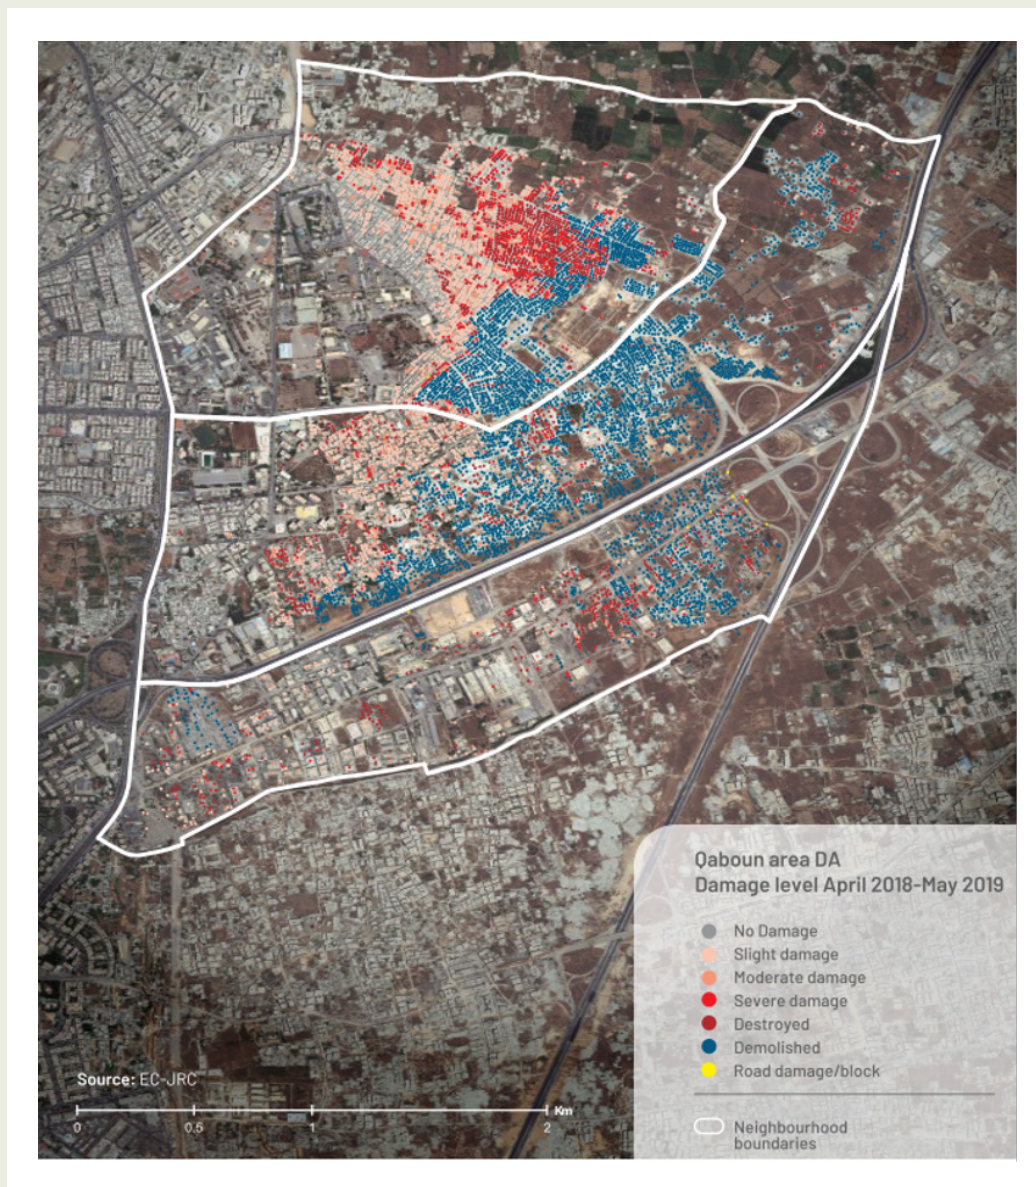 Qaboun area DA
Damage level April 2018-May 2019
No Damage
Slight damage
Moderate damage
Severe damage
Destroyed
Demolished
Road damage/block
Neighbourhood
boundaries
Source: EC-JRC
Km
0 0.5 1 2